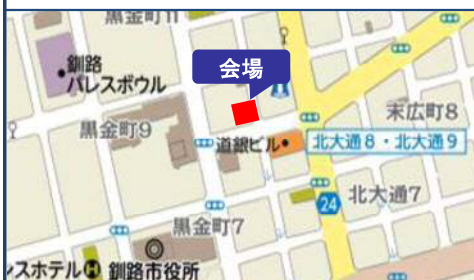 黒金町11
釧路
パレスボウル
会場
末広町8
黒金町9
道銀ビル
北大通8・北大通9
24
北大通7
黒金町7
スホテル
H
釧路市役所